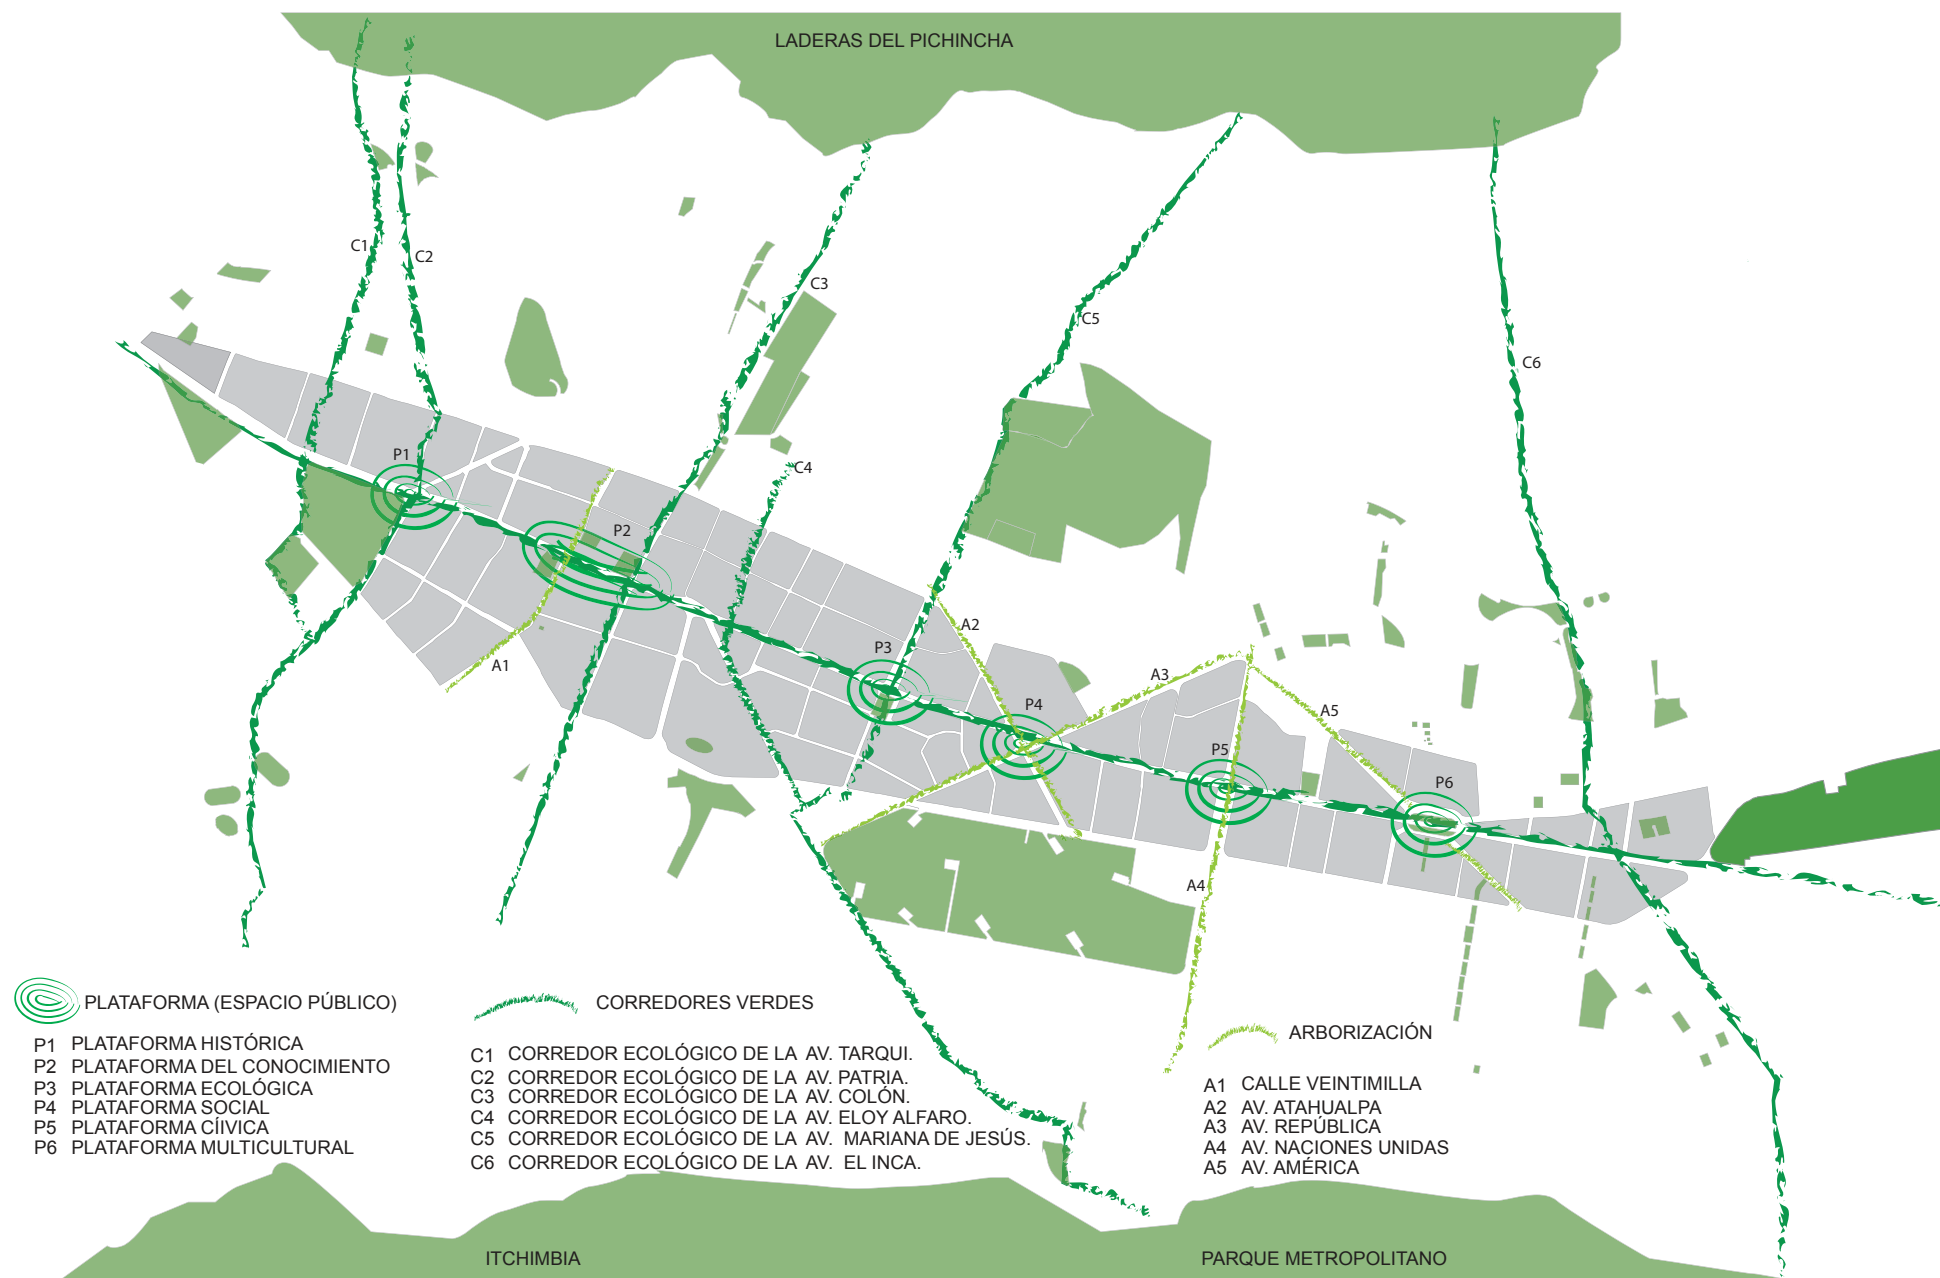 LADERAS DEL PICHINCHA
C1
C2
C3
C5
C6
P1
C4
P2
A2
P3
A1
A3
P4
A5
P5
P6
A4
PLATAFORMA (ESPACIO PÚBLICO)
P1 PLATAFORMA HISTÓRICA
P2 PLATAFORMA DEL CONOCIMIENTO
P3 PLATAFORMA ECOLÓGICA
P4 PLATAFORMA SOCIAL
P5 PLATAFORMA CÍIVICA
P6 PLATAFORMA MULTICULTURAL
CORREDORES VERDES
C1 CORREDOR ECOLÓGICO DE LA AV. TARQUI.
C2 CORREDOR ECOLÓGICO DE LA AV. PATRIA.
C3 CORREDOR ECOLÓGICO DE LA AV. COLÓN.
C4 CORREDOR ECOLÓGICO DE LA AV. ELOY ALFARO.
C5 CORREDOR ECOLÓGICO DE LA AV. MARIANA DE JESÚS.
C6 CORREDOR ECOLÓGICO DE LA AV. EL INCA.
ARBORIZACIÓN
A1 CALLE VEINTIMILLA
A2 AV. ATAHUALPA
A3 AV. REPÚBLICA
A4 AV. NACIONES UNIDAS
A5 AV. AMÉRICA
ITCHIMBIA
PARQUE METROPOLITANO